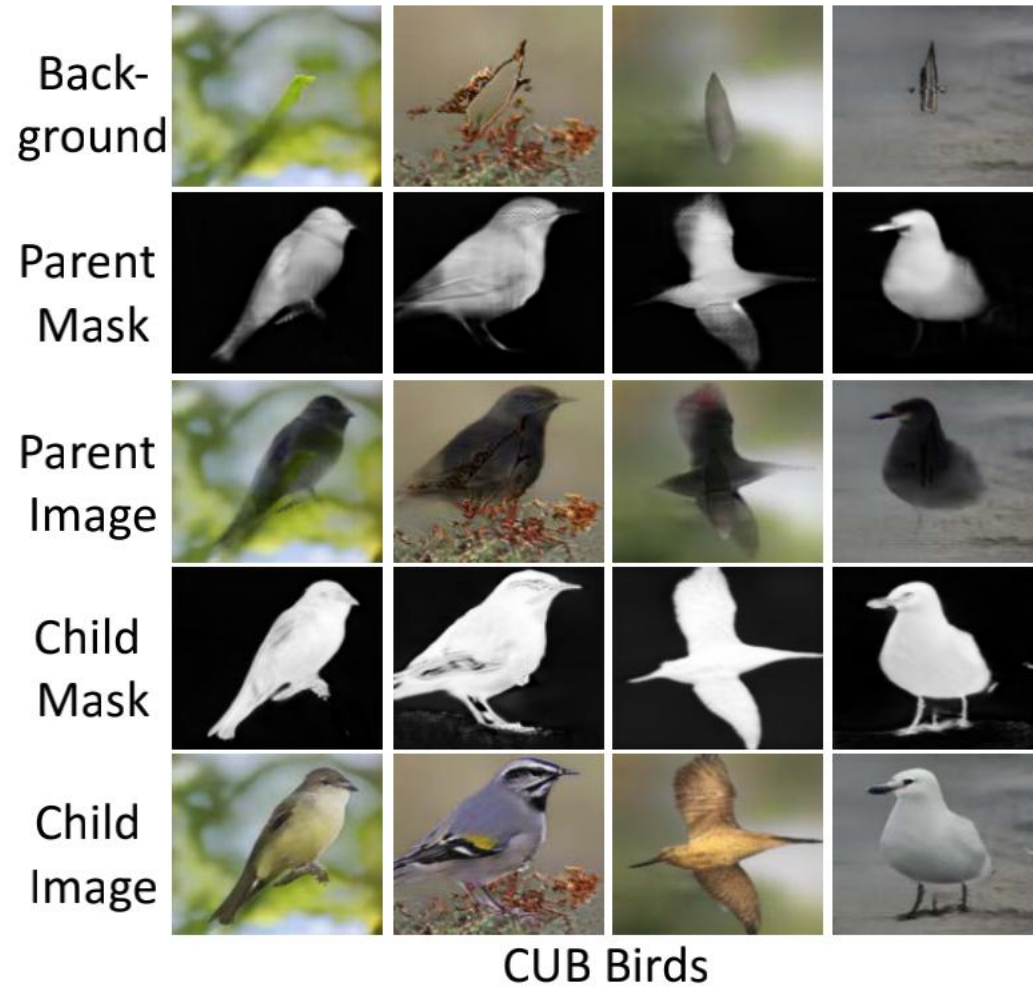 Back-
ground
Parent
Mask
Parent
Image
Child
Mask
Child
Image
CUB Birds